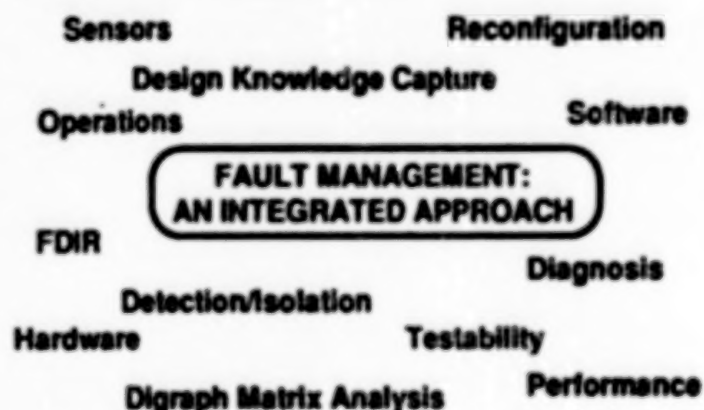 Sensors
Reconfiguration
Design Knowledge Capture
Operations
Software
FAULT MANAGEMENT:
AN INTEGRATED APPROACH
FDIR
Diagnosis
Detection/Isolation
Hardware
Testability
Digraph Matrix Analysis
Performance